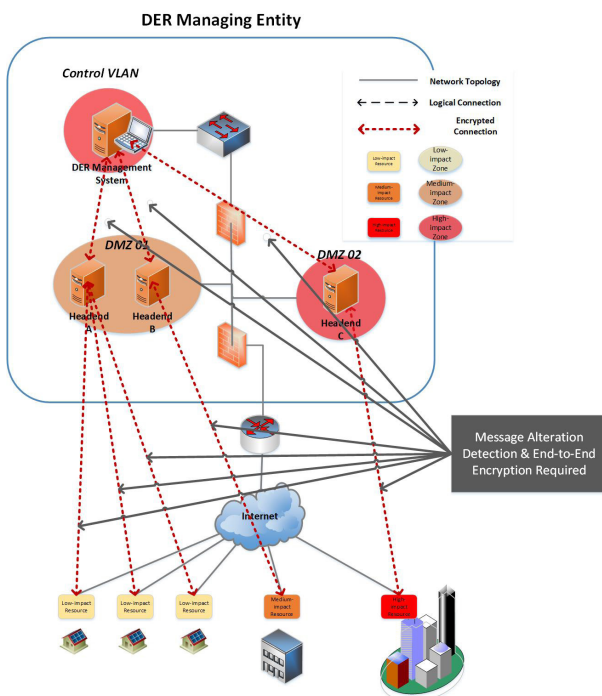 DER Managing Entity
Control VLAN
DER Management
System
Network Topology
Logical Connection
Encrypted
Connection
Low-Impact
Resource
Low-
Impact
Zone
Medium-
Impact
Resource
Medium-
Impact
Zone
High-Impact
Resource
High-
Impact
Zone
DMZ 01
Headend
A
Headend
B
DMZ 02
Headend
C
Message Alteration
Detection & End-to-End
Encryption Required
Internet
Low-Impact
Resource
Low-Impact
Resource
Low-Impact
Resource
Medium-
Impact
Resource
High-
Impact
Resource